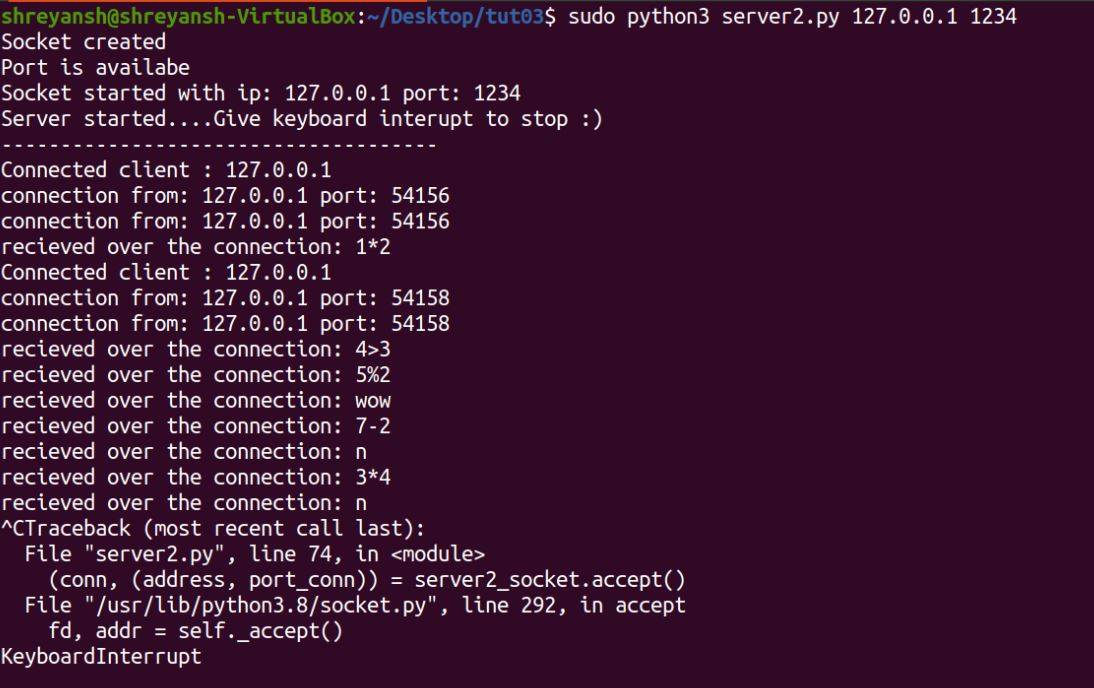 shreyansh@shreyansh-VirtualBox:~/Desktop/tut03$ sudo python3 server2.py 127.0.0.1 1234
Socket created
Port is availabe
Socket started with ip: 127.0.0.1 port: 1234
Server started....Give keyboard interupt to stop :)
-------------------------------------
Connected client : 127.0.0.1
connection from: 127.0.0.1 port: 54156
connection from: 127.0.0.1 port: 54156
recieved over the connection: 1*2
Connected client : 127.0.0.1
connection from: 127.0.0.1 port: 54158
connection from: 127.0.0.1 port: 54158
recieved over the connection: 4>3
recieved over the connection: 5%2
recieved over the connection: wow
recieved over the connection: 7-2
recieved over the connection: n
recieved over the connection: 3*4
recieved over the connection: n
^CTraceback (most recent call last):
  File "server2.py", line 74, in <module>
    (conn, (address, port_conn)) = server2_socket.accept()
  File "/usr/lib/python3.8/socket.py", line 292, in accept
    fd, addr = self._accept()
KeyboardInterrupt